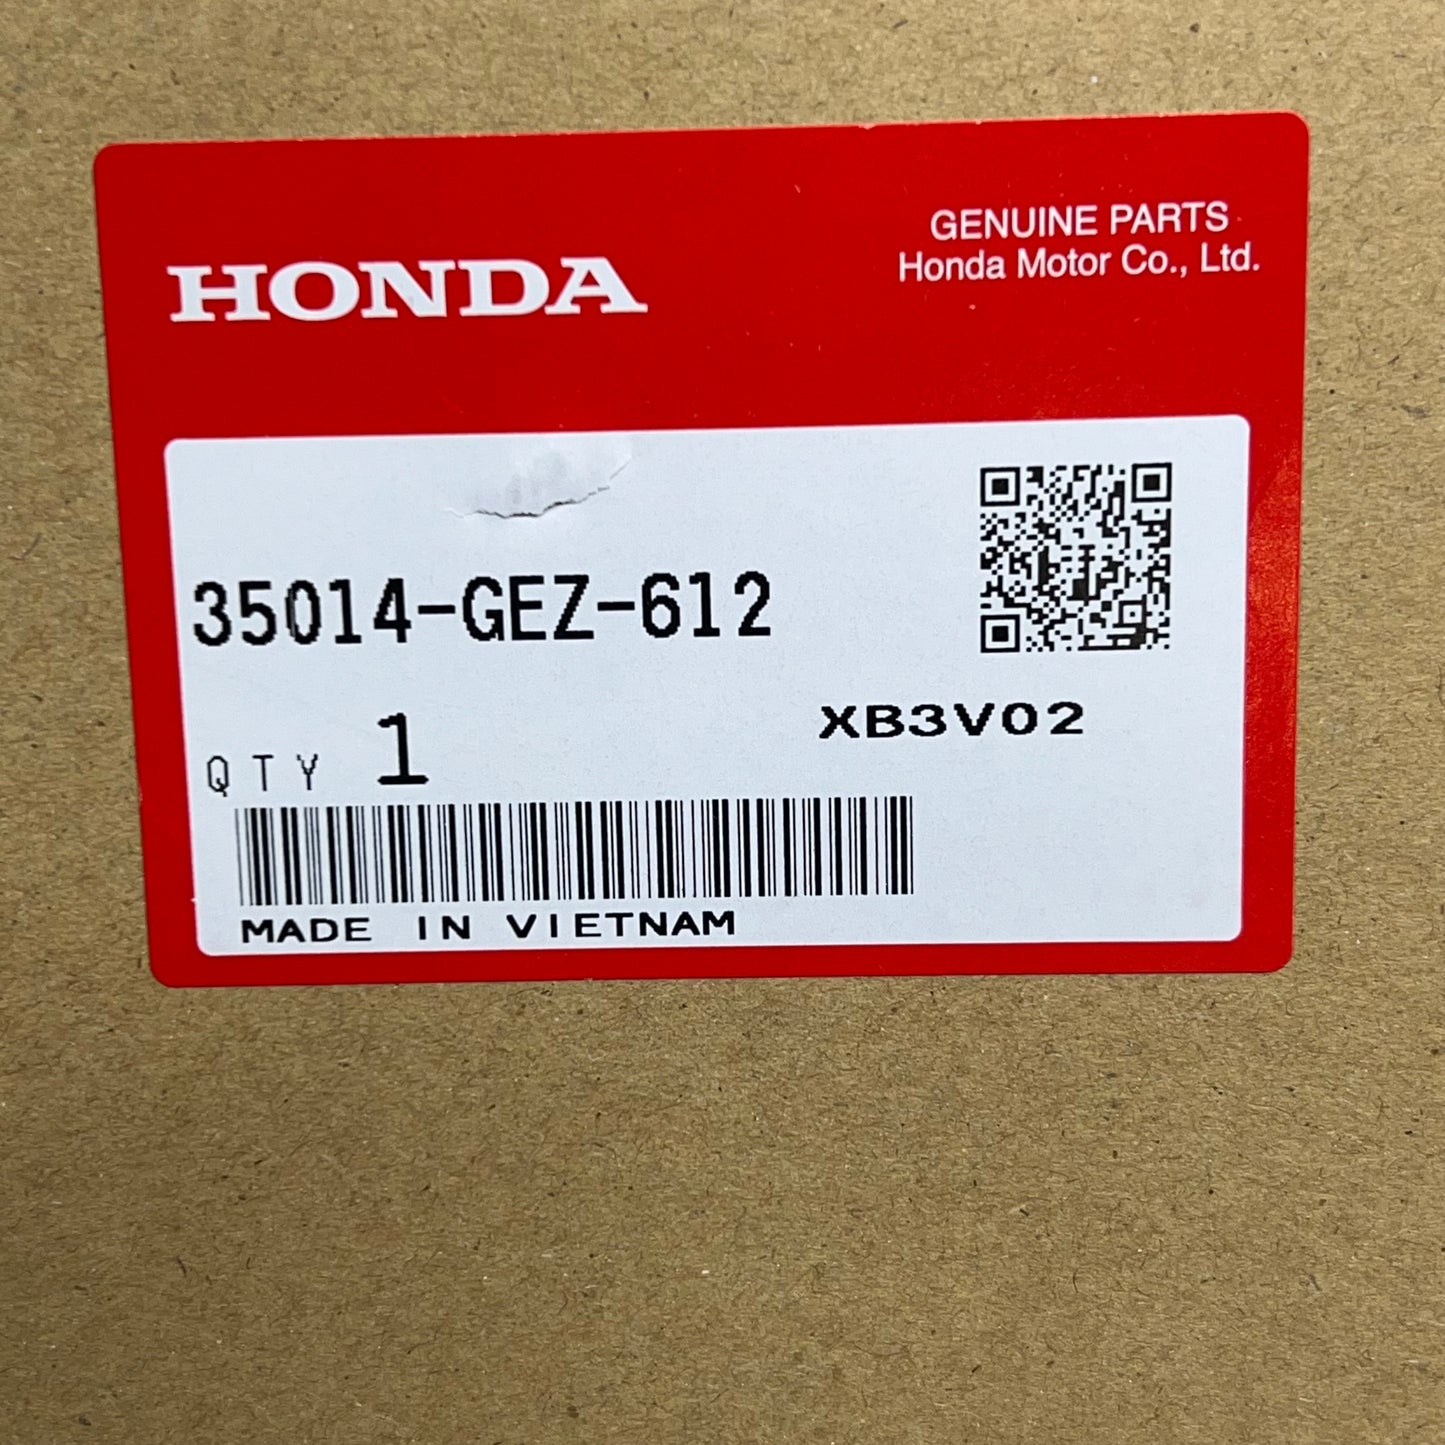 HONDA
GENUINE PARTS
Honda Motor Co., Ltd.
35014-GEZ-612
XB3V02
QTY 1
MADE IN VIETNAM